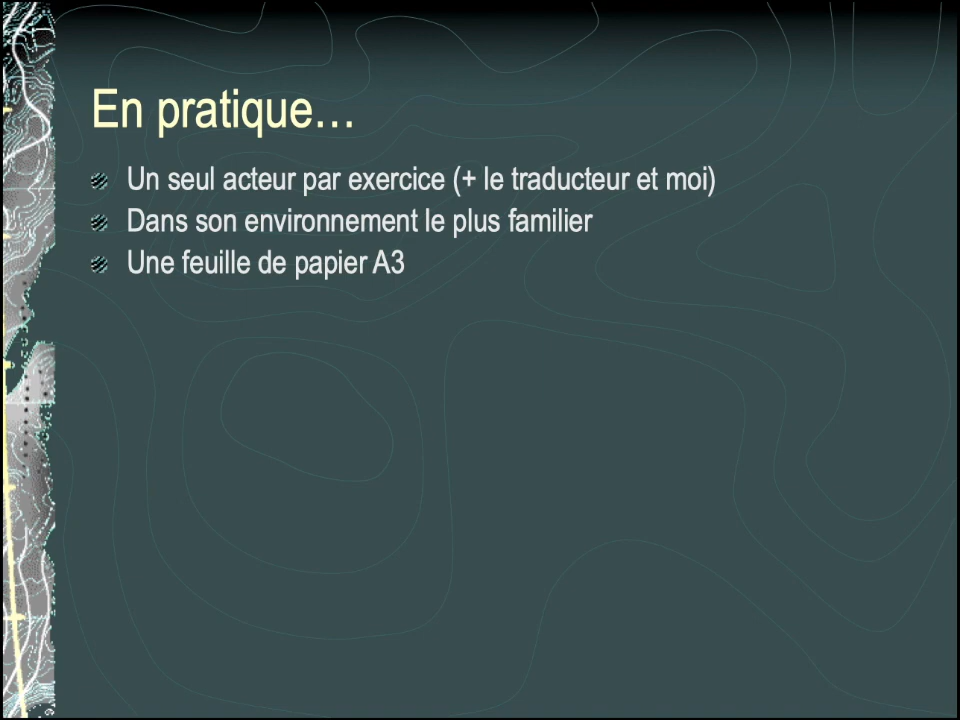 En pratique…
Un seul acteur par exercice (+ le traducteur et moi)
Dans son environnement le plus familier
Une feuille de papier A3